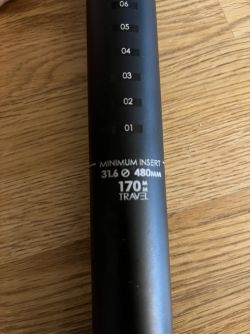 06
05
04
03
02
01
MINIMUM INSERT
31.6 Ø 480MM
170MM
TRAVEL